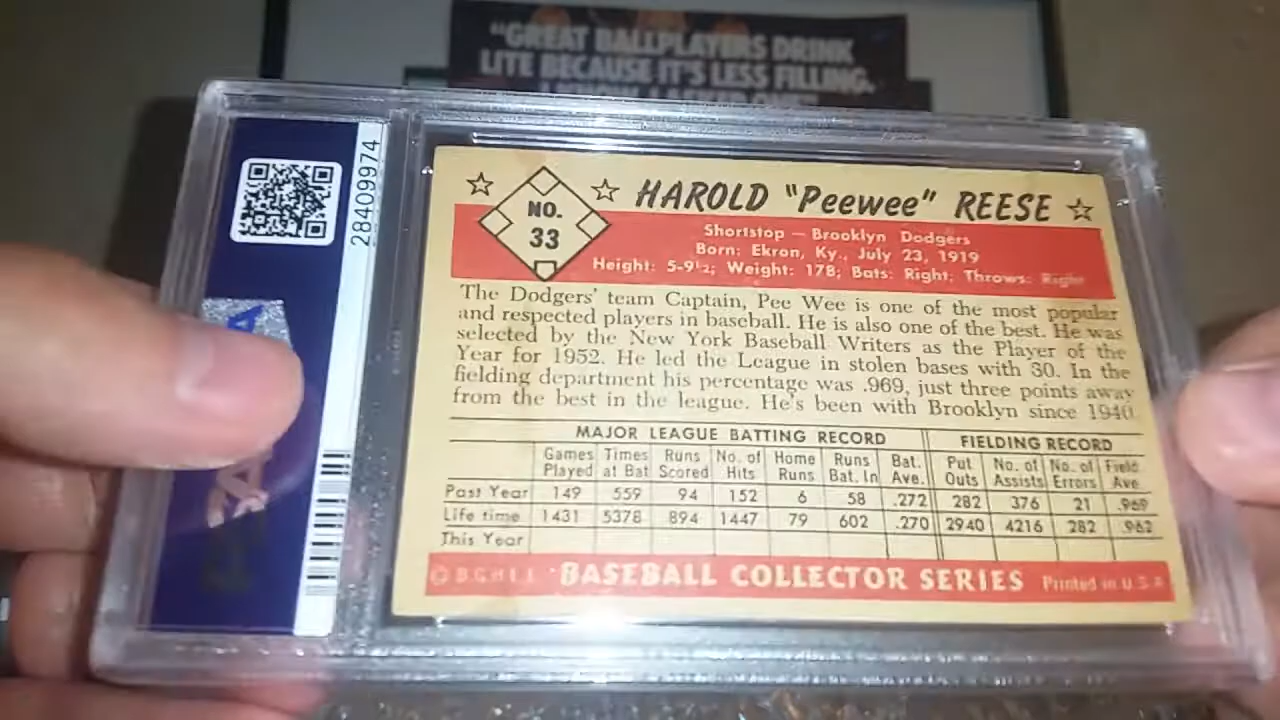 "GREAT BALLPLAYERS DRINK
LITE BECAUSE IT'S LESS FILLING.
28409974
NO.
33
HAROLD "Peewee" REESE
Shortstop — Brooklyn Dodgers
Born: Ekron, Ky., July 23, 1919
Height: 5-9½; Weight: 178; Bats: Right; Throws: Right
The Dodgers' team Captain, Pee Wee is one of the most popular
and respected players in baseball. He is also one of the best. He was
selected by the New York Baseball Writers as the Player of the
Year for 1952. He led the League in stolen bases with 30. In the
fielding department his percentage was .969, just three points away
from the best in the league. He's been with Brooklyn since 1940
MAJOR LEAGUE BATTING RECORD FIELDING RECORD
Games Times Runs No. of Home Runs Bat. Put No. of No. of Field
Played at Bat Scored Hits Runs Bat. In Ave. Outs Assists Errors Ave
Past Year 149 559 94 152 6 58 .272 282 376 21 .969
Life time 1431 5378 894 1447 79 602 .270 2940 4216 282 .962
This Year
BASEBALL COLLECTOR SERIES Printed in U.S.A